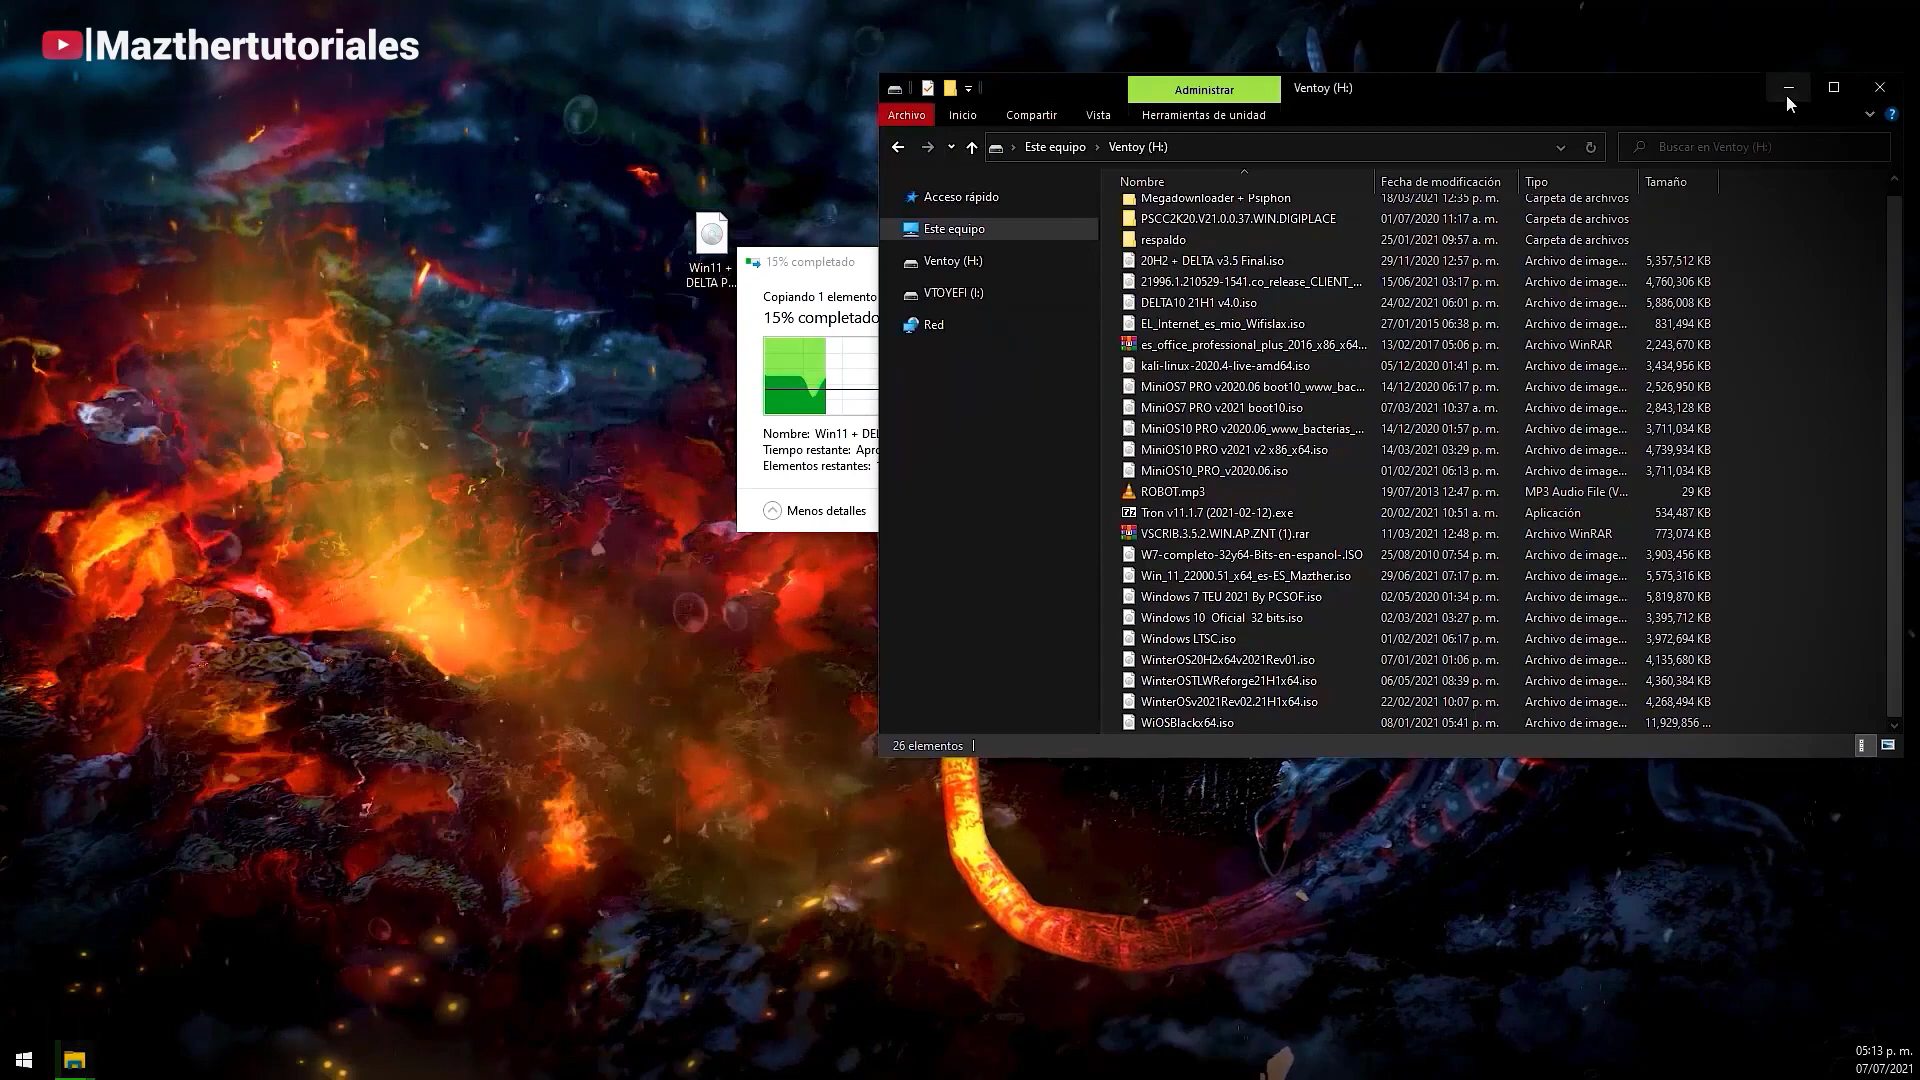 |Mazthertutoriales
Win11 +
DELTA P...
15% completado
Copiando 1 elemento
15% completado
Nombre: Win11 + DEL
Tiempo restante: Apro
Elementos restantes:
Menos detalles
Administrar
Ventoy (H:)
Archivo
Inicio
Compartir
Vista
Herramientas de unidad
Este equipo > Ventoy (H:)
Buscar en Ventoy (H:)
Acceso rápido
Este equipo
Ventoy (H:)
VTOYEFI (I:)
Red
Nombre Fecha de modificación Tipo Tamaño
Megadownloader + Psiphon 18/03/2021 12:35 p. m. Carpeta de archivos
PSCC2K20.V21.0.0.37.WIN.DIGIPLACE 01/07/2020 11:17 a. m. Carpeta de archivos
respaldo 25/01/2021 09:57 a. m. Carpeta de archivos
20H2 + DELTA v3.5 Final.iso 29/11/2020 12:57 p. m. Archivo de image... 5,357,512 KB
21996.1.210529-1541.co_release_CLIENT_... 15/06/2021 03:17 p. m. Archivo de image... 4,760,306 KB
DELTA10 21H1 v4.0.iso 24/02/2021 06:01 p. m. Archivo de image... 5,886,008 KB
EL_Internet_es_mio_Wifislax.iso 27/01/2015 06:38 p. m. Archivo de image... 831,494 KB
es_office_professional_plus_2016_x86_x64... 13/02/2017 05:06 p. m. Archivo WinRAR 2,243,670 KB
kali-linux-2020.4-live-amd64.iso 05/12/2020 01:41 p. m. Archivo de image... 3,434,956 KB
MiniOS7 PRO v2020.06 boot10_www_bac... 14/12/2020 06:17 p. m. Archivo de image... 2,526,950 KB
MiniOS7 PRO v2021 boot10.iso 07/03/2021 10:37 a. m. Archivo de image... 2,843,128 KB
MiniOS10 PRO v2020.06_www_bacterias_... 14/12/2020 01:57 p. m. Archivo de image... 3,711,034 KB
MiniOS10 PRO v2021 v2 x86_x64.iso 14/03/2021 03:29 p. m. Archivo de image... 4,739,934 KB
MiniOS10_PRO_v2020.06.iso 01/02/2021 06:13 p. m. Archivo de image... 3,711,034 KB
ROBOT.mp3 19/07/2013 12:47 p. m. MP3 Audio File (V... 29 KB
Tron v11.1.7 (2021-02-12).exe 20/02/2021 10:51 a. m. Aplicación 534,487 KB
VSCRIB.3.5.2.WIN.AP.ZNT (1).rar 11/03/2021 12:48 p. m. Archivo WinRAR 773,074 KB
W7-completo-32y64-Bits-en-espanol-.ISO 25/08/2010 07:54 p. m. Archivo de image... 3,903,456 KB
Win_11_22000.51_x64_es-ES_Mazther.iso 29/06/2021 07:17 p. m. Archivo de image... 5,575,316 KB
Windows 7 TEU 2021 By PCSOF.iso 02/05/2020 01:34 p. m. Archivo de image... 5,819,870 KB
Windows 10 Oficial 32 bits.iso 02/03/2021 03:27 p. m. Archivo de image... 3,395,712 KB
Windows LTSC.iso 01/02/2021 06:17 p. m. Archivo de image... 3,972,694 KB
WinterOS20H2x64v2021Rev01.iso 07/01/2021 01:06 p. m. Archivo de image... 4,135,680 KB
WinterOSTLWReforge21H1x64.iso 06/05/2021 08:39 p. m. Archivo de image... 4,360,384 KB
WinterOSv2021Rev02.21H1x64.iso 22/02/2021 10:07 p. m. Archivo de image... 4,268,494 KB
WiOSBlackx64.iso 08/01/2021 05:41 p. m. Archivo de image... 11,929,856 ...
26 elementos
05:13 p. m.
07/07/2021